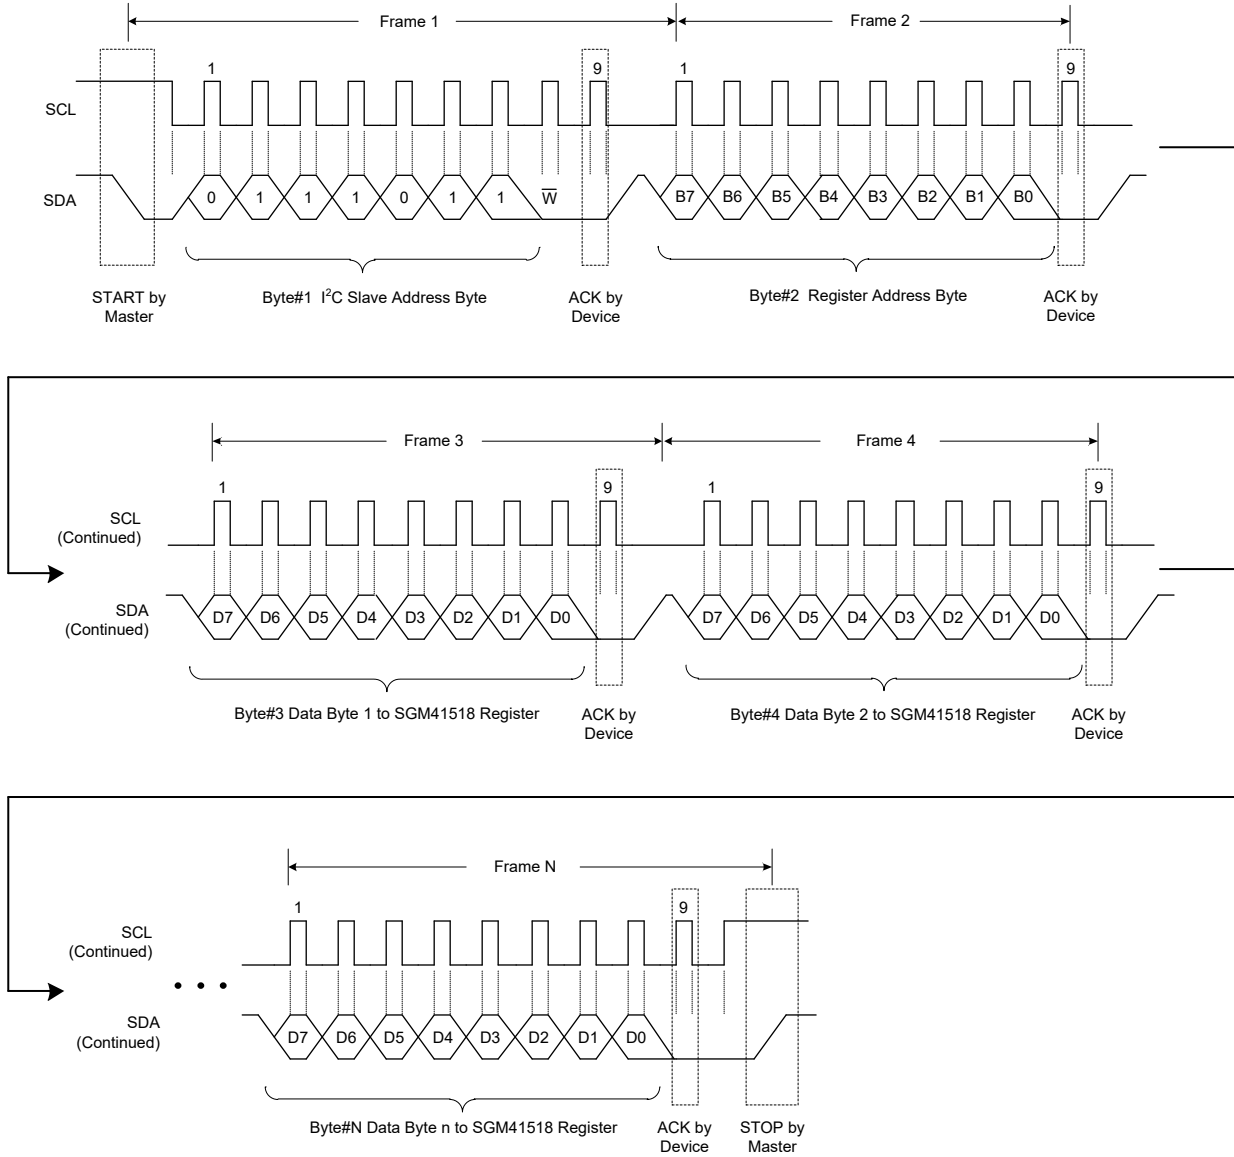 Frame 1
Frame 2
1
9
1
9
SCL
SDA
0 1 1 1 0 1 1 W̅
B7 B6 B5 B4 B3 B2 B1 B0
START by
Master
Byte#1 I²C Slave Address Byte
ACK by
Device
Byte#2 Register Address Byte
ACK by
Device
Frame 3
Frame 4
1
9
1
9
SCL
(Continued)
SDA
(Continued)
D7 D6 D5 D4 D3 D2 D1 D0
D7 D6 D5 D4 D3 D2 D1 D0
Byte#3 Data Byte 1 to SGM41518 Register
ACK by
Device
Byte#4 Data Byte 2 to SGM41518 Register
ACK by
Device
Frame N
1
9
SCL
(Continued)
• • •
SDA
(Continued)
D7 D6 D5 D4 D3 D2 D1 D0
Byte#N Data Byte n to SGM41518 Register
ACK by
Device
STOP by
Master